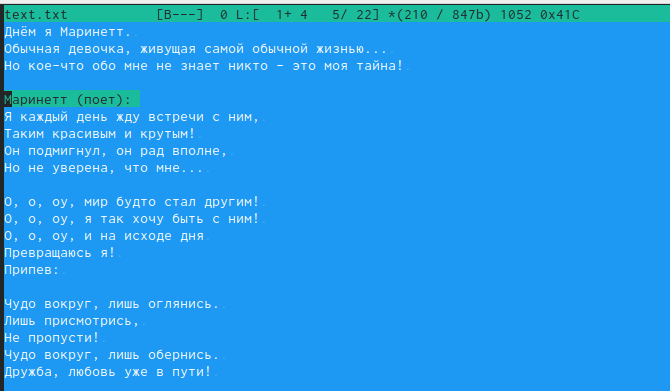 text.txt [B---] 0 L:[ 1+ 4 5/ 22] *(210 / 847b) 1052 0x41C
Днём я Маринетт.
Обычная девочка, живущая самой обычной жизнью...
Но кое-что обо мне не знает никто - это моя тайна!
Маринетт (поет):
Я каждый день жду встречи с ним,
Таким красивым и крутым!
Он подмигнул, он рад вполне,
Но не уверена, что мне...
О, о, оу, мир будто стал другим!
О, о, оу, я так хочу быть с ним!
О, о, оу, и на исходе дня
Превращаюсь я!
Припев:
Чудо вокруг, лишь оглянись.
Лишь присмотрись,
Не пропусти!
Чудо вокруг, лишь обернись.
Дружба, любовь уже в пути!